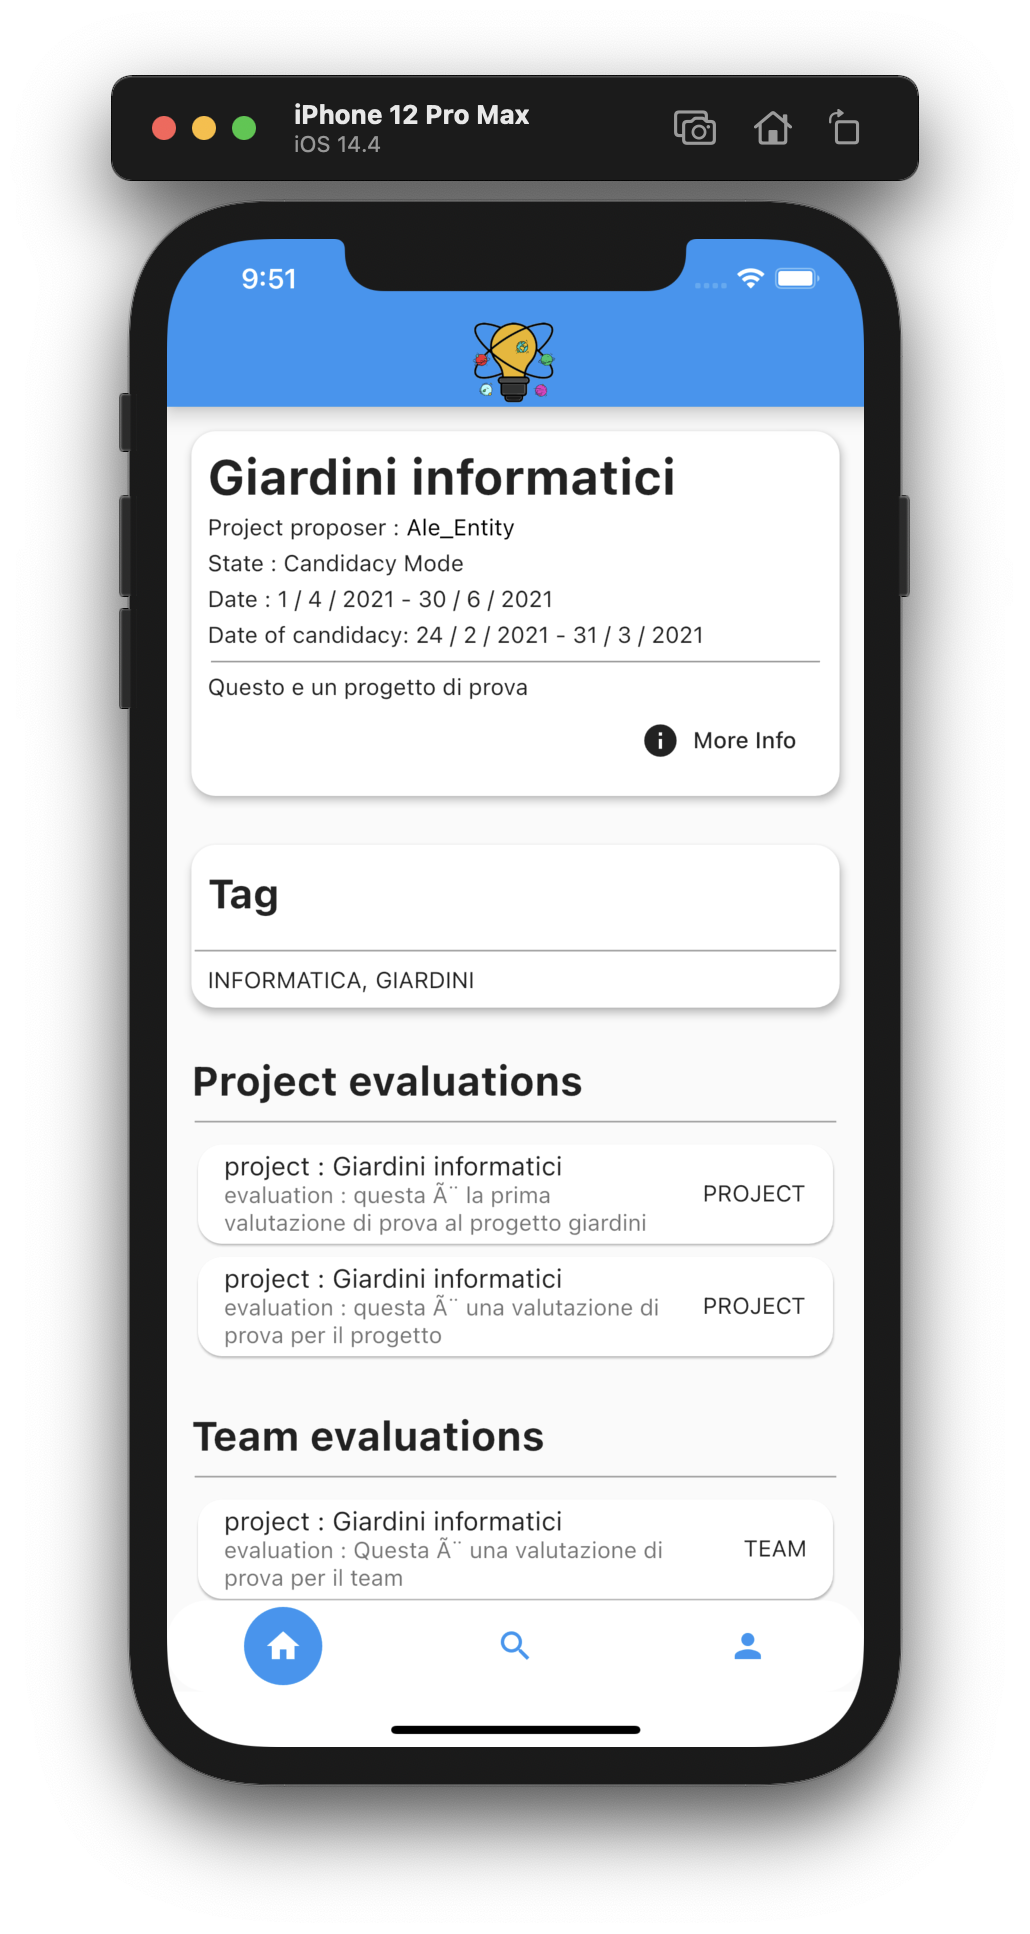 iPhone 12 Pro Max
iOS 14.4
9:51
Giardini informatici
Project proposer : Ale_Entity
State : Candidacy Mode
Date : 1 / 4 / 2021 - 30 / 6 / 2021
Date of candidacy: 24 / 2 / 2021 - 31 / 3 / 2021
Questo e un progetto di prova
More Info
Tag
INFORMATICA, GIARDINI
Project evaluations
project : Giardini informatici
evaluation : questa Ã¨ la prima
valutazione di prova al progetto giardini
PROJECT
project : Giardini informatici
evaluation : questa Ã¨ una valutazione di
prova per il progetto
PROJECT
Team evaluations
project : Giardini informatici
evaluation : Questa Ã¨ una valutazione di
prova per il team
TEAM